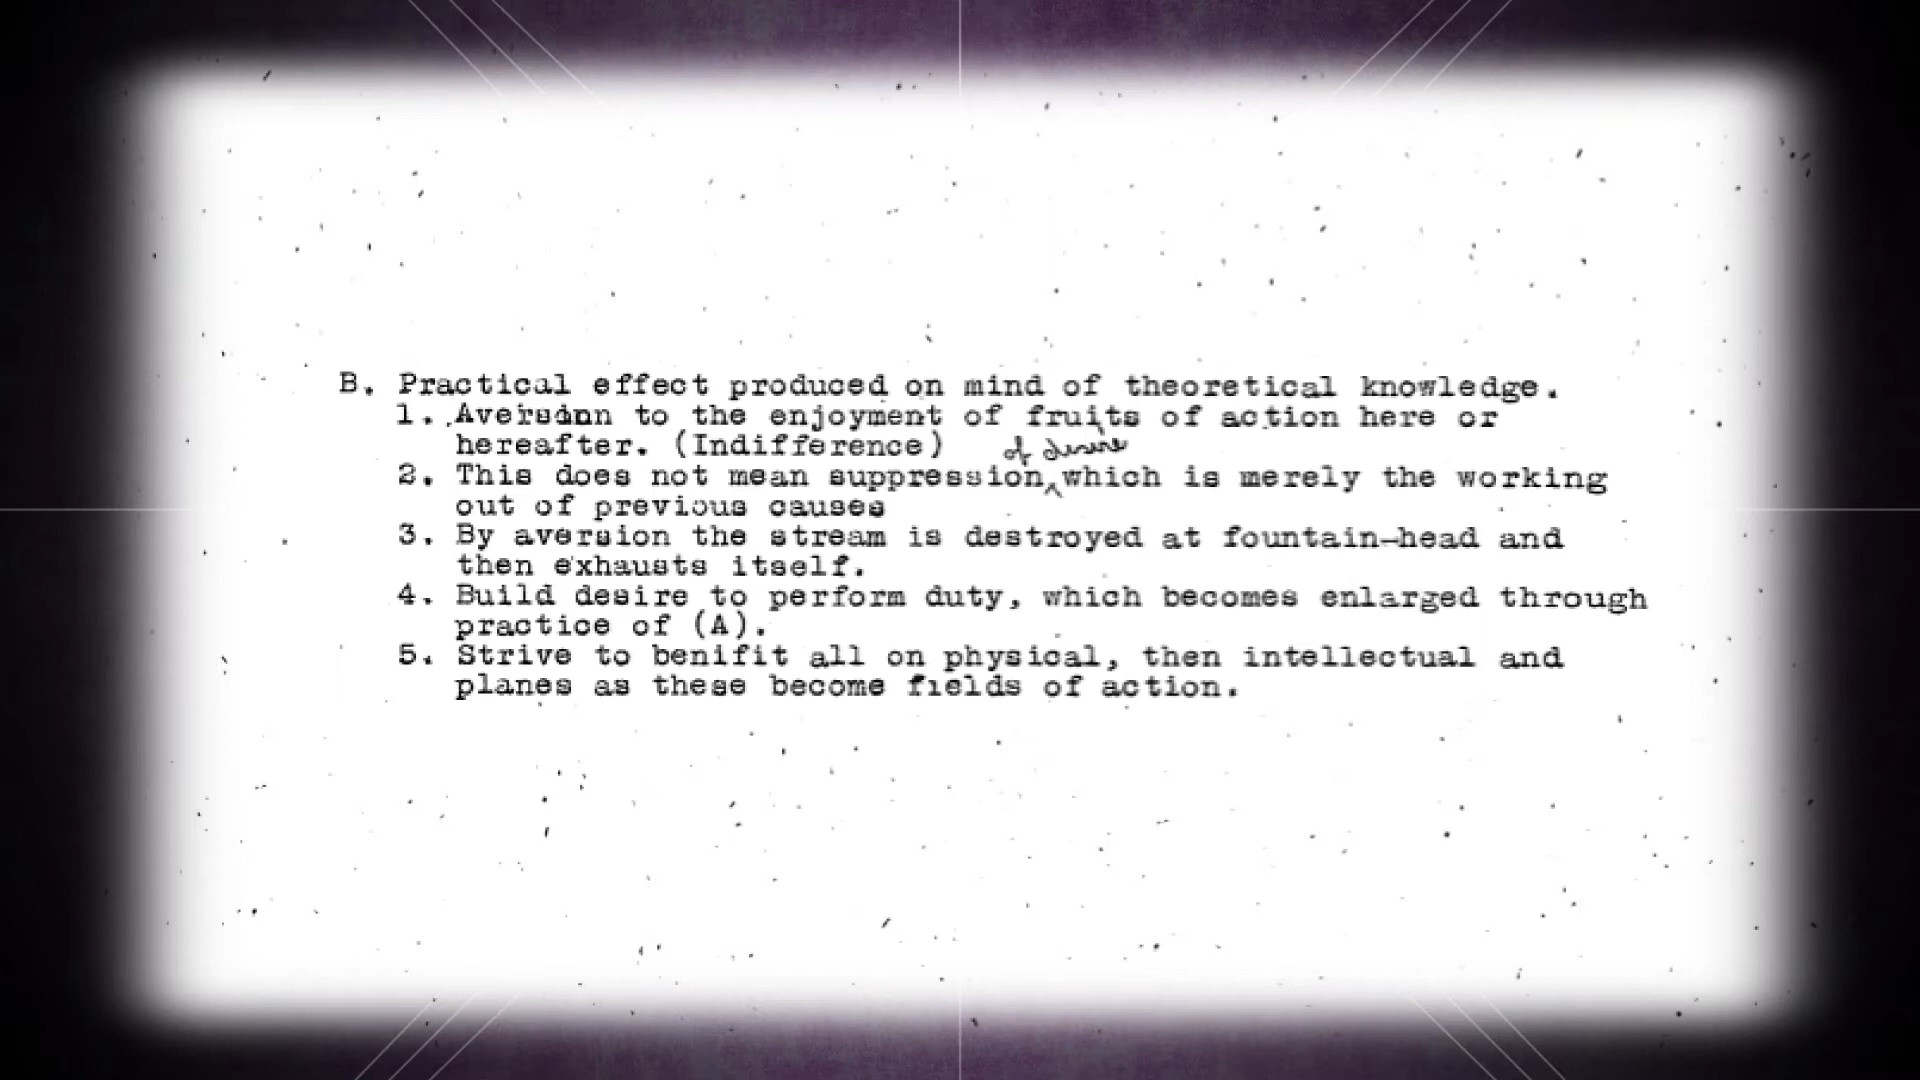 B. Practical effect produced on mind of theoretical knowledge.
1. Aversion to the enjoyment of fruits of action here or
hereafter. (Indifference)
of desire
2. This does not mean suppression^which is merely the working
out of previous causes
3. By aversion the stream is destroyed at fountain-head and
then exhausts itself.
4. Build desire to perform duty, which becomes enlarged through
practice of (A).
5. Strive to benifit all on physical, then intellectual and
planes as these become fields of action.